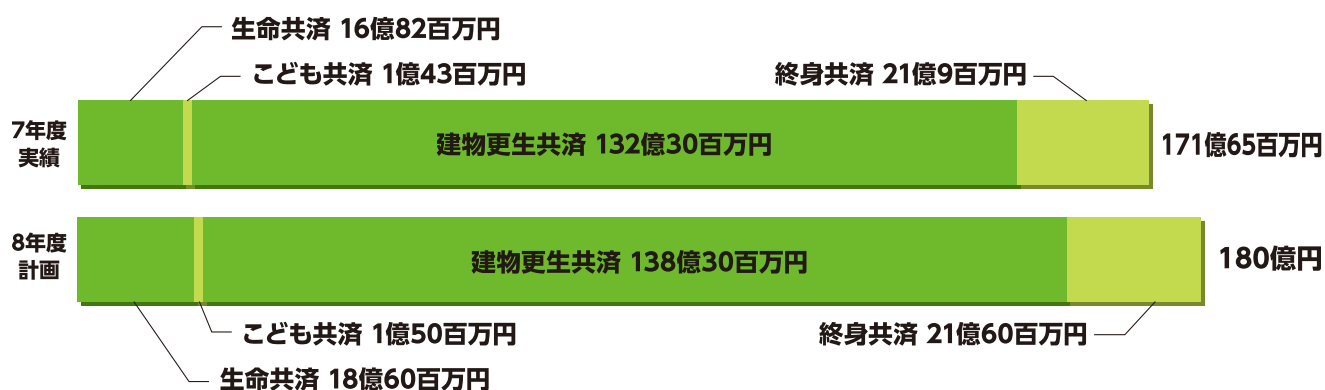 生命共済 16億82百万円
こども共済 1億43百万円
終身共済 21億9百万円
7年度
実績
建物更生共済 132億30百万円
171億65百万円
8年度
計画
建物更生共済 138億30百万円
180億円
こども共済 1億50百万円
終身共済 21億60百万円
生命共済 18億60百万円